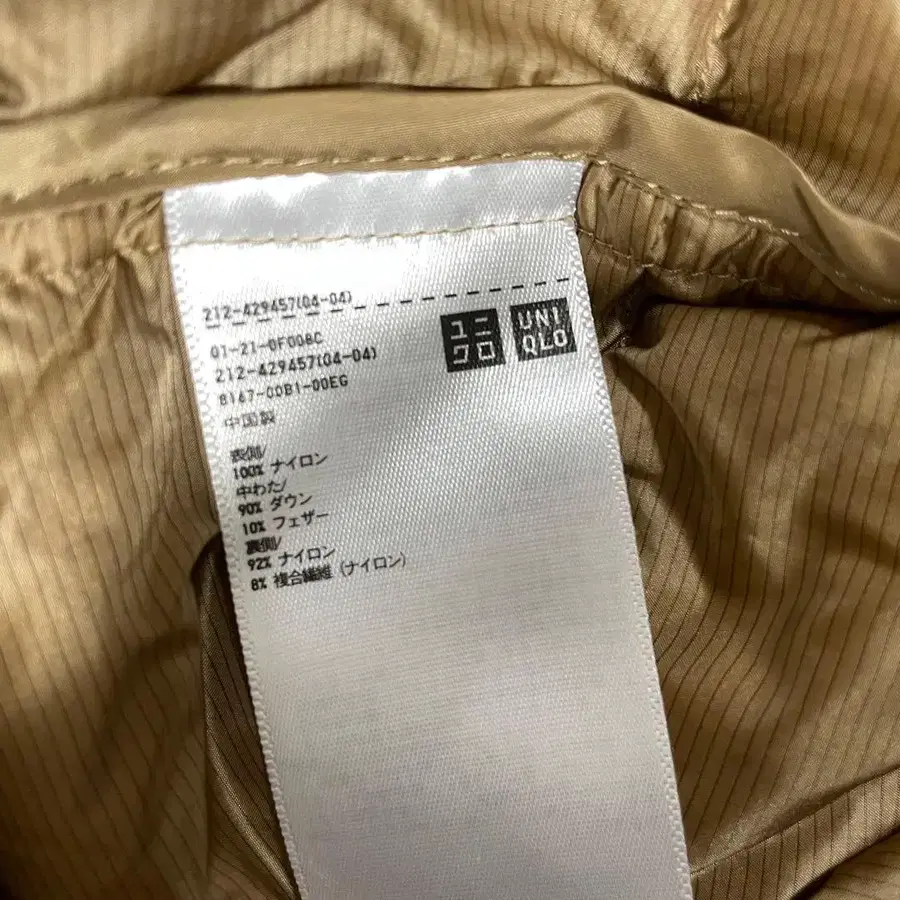 212-429457(04-04)
ユニ
クロ
UNI
QLO
01-21-0F008C
212-429457(04-04)
8167-00B1-00EG
中国製
表側/
100% ナイロン
中わた/
90% ダウン
10% フェザー
裏側/
92% ナイロン
8% 複合繊維 (ナイロン)